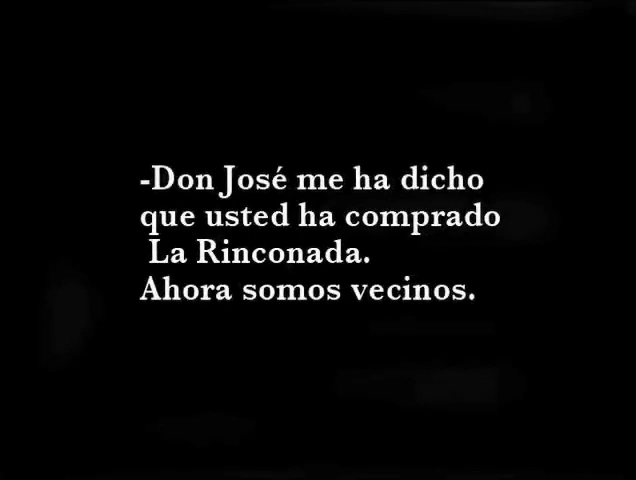 -Don José me ha dicho
que usted ha comprado
La Rinconada.
Ahora somos vecinos.